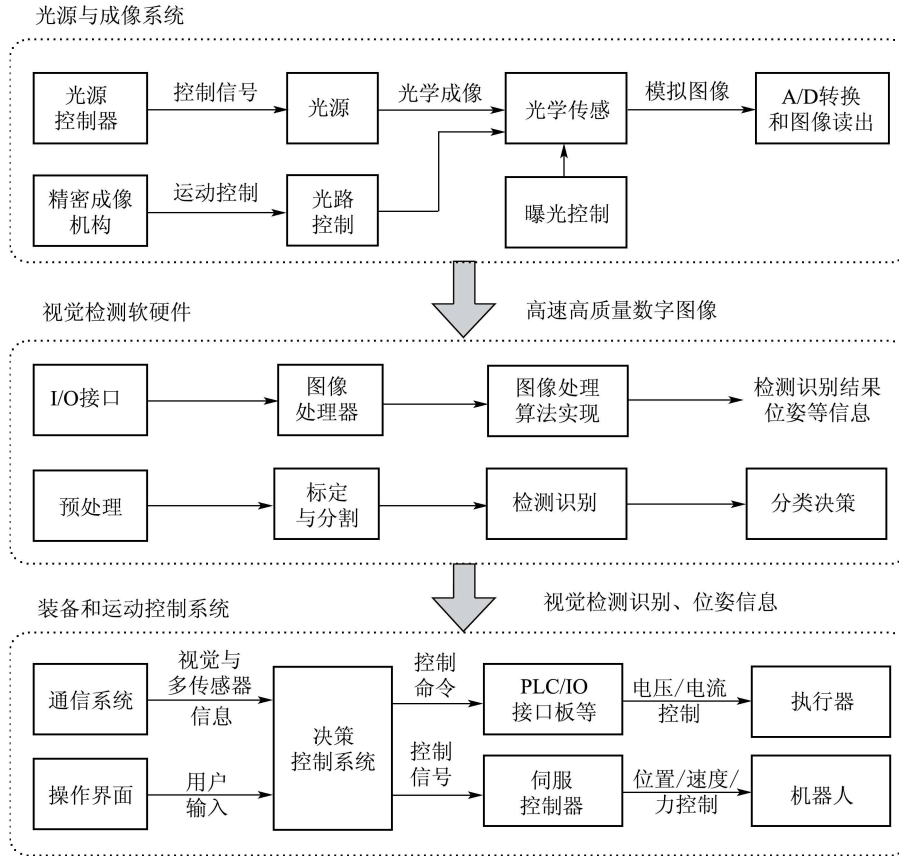 光源与成像系统
光源
控制器
控制信号
光源
光学成像
光学传感
模拟图像
A/D转换
和图像读出
精密成像
机构
运动控制
光路
控制
曝光控制
视觉检测软硬件
高速高质量数字图像
I/O接口
图像
处理器
图像处理
算法实现
检测识别结果
位姿等信息
预处理
标定
与分割
检测识别
分类决策
装备和运动控制系统
视觉检测识别、位姿信息
通信系统
视觉与
多传感器
信息
决策
控制系统
控制
命令
PLC/IO
接口板等
电压/电流
控制
执行器
操作界面
用户
输入
控制
信号
伺服
控制器
位置/速度/
力控制
机器人